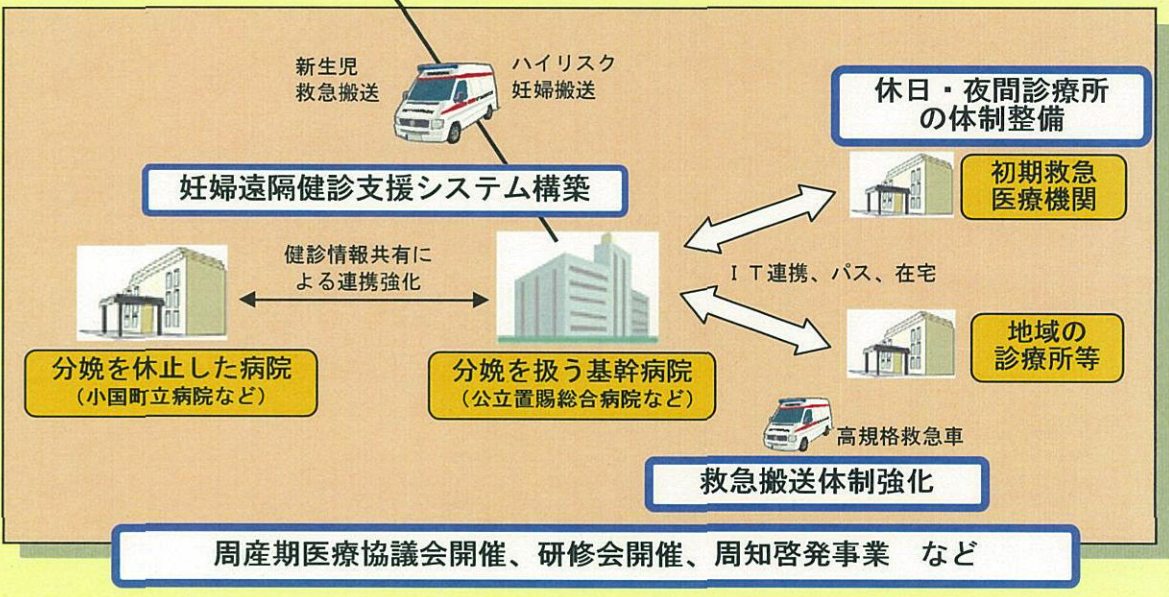 新生児
救急搬送
ハイリスク
妊婦搬送
休日・夜間診療所
の体制整備
初期救急
医療機関
妊婦遠隔健診支援システム構築
健診情報共有に
よる連携強化
ＩＴ連携、パス、在宅
分娩を休止した病院
（小国町立病院など）
分娩を扱う基幹病院
（公立置賜総合病院など）
地域の
診療所等
高規格救急車
救急搬送体制強化
周産期医療協議会開催、研修会開催、周知啓発事業　など